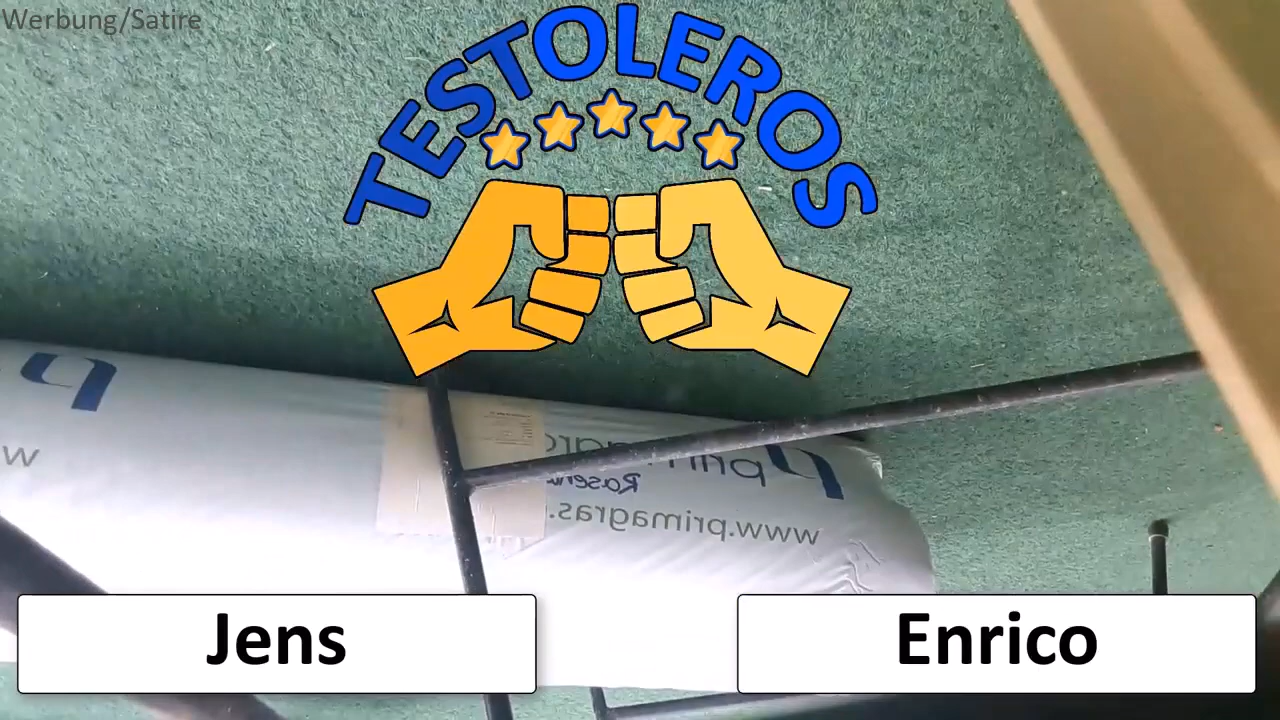 Werbung/Satire
TESTOLEROS
www.primagras.
Jens
Enrico